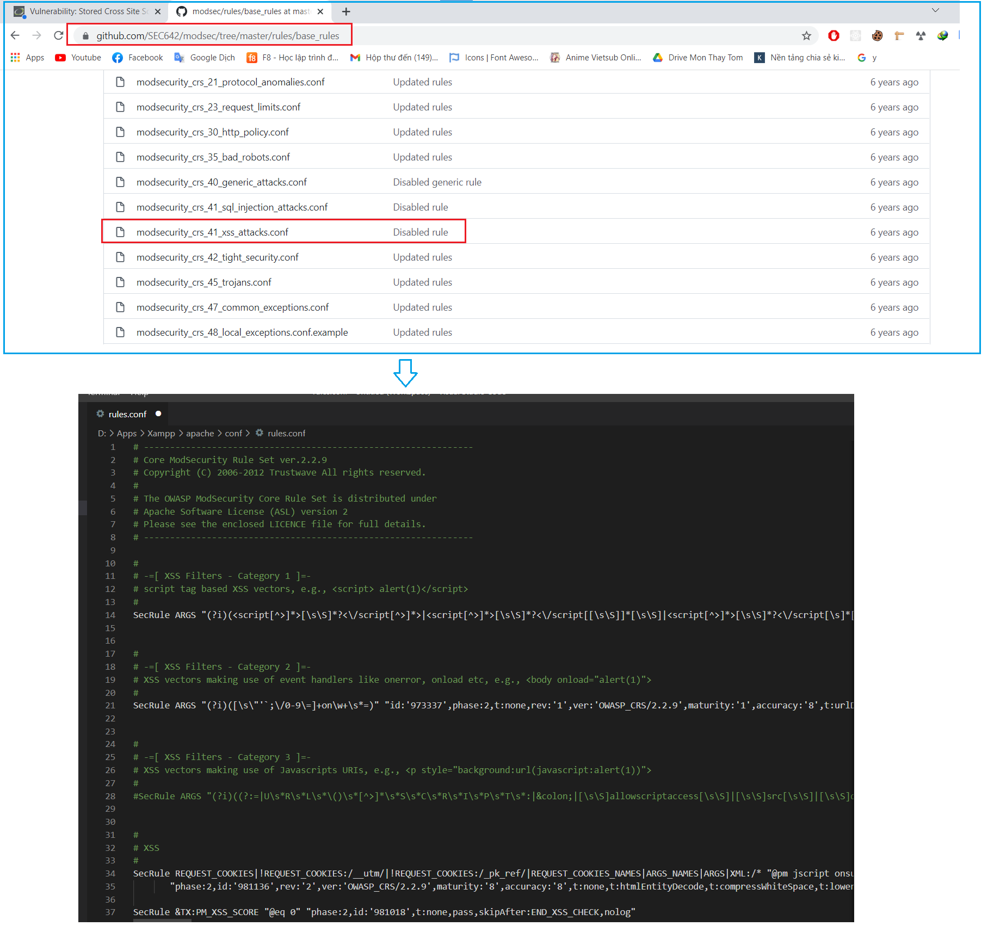 Vulnerability: Stored Cross Site Sc
modsec/rules/base_rules at mast
github.com/SEC642/modsec/tree/master/rules/base_rules
Apps Youtube Facebook Google Dịch F8 - Học lập trình đ... Hộp thư đến (149)... Icons | Font Aweso... Anime Vietsub Onli... Drive Mon Thay Tom Nền tảng chia sẻ ki... y
modsecurity_crs_21_protocol_anomalies.conf Updated rules 6 years ago
modsecurity_crs_23_request_limits.conf Updated rules 6 years ago
modsecurity_crs_30_http_policy.conf Updated rules 6 years ago
modsecurity_crs_35_bad_robots.conf Updated rules 6 years ago
modsecurity_crs_40_generic_attacks.conf Disabled generic rule 6 years ago
modsecurity_crs_41_sql_injection_attacks.conf Disabled rule 6 years ago
modsecurity_crs_41_xss_attacks.conf Disabled rule 6 years ago
modsecurity_crs_42_tight_security.conf Updated rules 6 years ago
modsecurity_crs_45_trojans.conf Updated rules 6 years ago
modsecurity_crs_47_common_exceptions.conf Updated rules 6 years ago
modsecurity_crs_48_local_exceptions.conf.example Updated rules 6 years ago
rules.conf
D: > Apps > Xampp > apache > conf > rules.conf
1 # ---------------------------------------------------------------
2 # Core ModSecurity Rule Set ver.2.2.9
3 # Copyright (C) 2006-2012 Trustwave All rights reserved.
4 #
5 # The OWASP ModSecurity Core Rule Set is distributed under
6 # Apache Software License (ASL) version 2
7 # Please see the enclosed LICENCE file for full details.
8 # ---------------------------------------------------------------
9
10 #
11 # -=[ XSS Filters - Category 1 ]=-
12 # script tag based XSS vectors, e.g., <script> alert(1)</script>
13 #
14 SecRule ARGS "(?i)(<script[^>]*>[\s\S]*?<\/script[^>]*>|<script[^>]*>[\s\S]*?<\/script[[\s\S]]*[\s\S]|<script[^>]*>[\s\S]*?<\/script[\s]*[
15
16
17 #
18 # -=[ XSS Filters - Category 2 ]=-
19 # XSS vectors making use of event handlers like onerror, onload etc, e.g., <body onload="alert(1)">
20 #
21 SecRule ARGS "(?i)([\s\"'`;\/0-9\=]+on\w+\s*=)" "id:'973337',phase:2,t:none,rev:'1',ver:'OWASP_CRS/2.2.9',maturity:'1',accuracy:'8',t:urlD
22
23
24 #
25 # -=[ XSS Filters - Category 3 ]=-
26 # XSS vectors making use of Javascripts URIs, e.g., <p style="background:url(javascript:alert(1))">
27 #
28 #SecRule ARGS "(?i)((?:=|U\s*R\s*L\s*\()\s*[^>]*\s*S\s*C\s*R\s*I\s*P\s*T\s*:|&colon;|[\s\S]allowscriptaccess[\s\S]|[\s\S]src[\s\S]|[\s\S]d
29
30
31 #
32 # XSS
33 #
34 SecRule REQUEST_COOKIES|!REQUEST_COOKIES:/__utm/|!REQUEST_COOKIES:/_pk_ref/|REQUEST_COOKIES_NAMES|ARGS_NAMES|ARGS|XML:/* "@pm jscript onsu
35 "phase:2,id:'981136',rev:'2',ver:'OWASP_CRS/2.2.9',maturity:'8',accuracy:'8',t:none,t:htmlEntityDecode,t:compressWhiteSpace,t:lower
36
37 SecRule &TX:PM_XSS_SCORE "@eq 0" "phase:2,id:'981018',t:none,pass,skipAfter:END_XSS_CHECK,nolog"